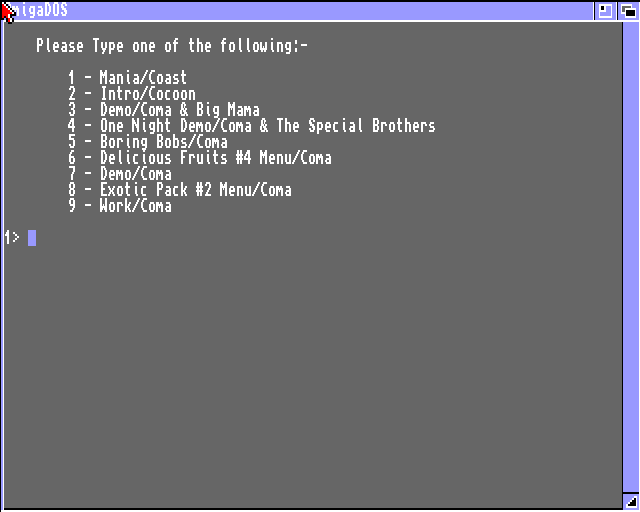 migaDOS
Please Type one of the following:-
1 - Mania/Coast
2 - Intro/Cocoon
3 - Demo/Coma & Big Mama
4 - One Night Demo/Coma & The Special Brothers
5 - Boring Bobs/Coma
6 - Delicious Fruits #4 Menu/Coma
7 - Demo/Coma
8 - Exotic Pack #2 Menu/Coma
9 - Work/Coma
1>